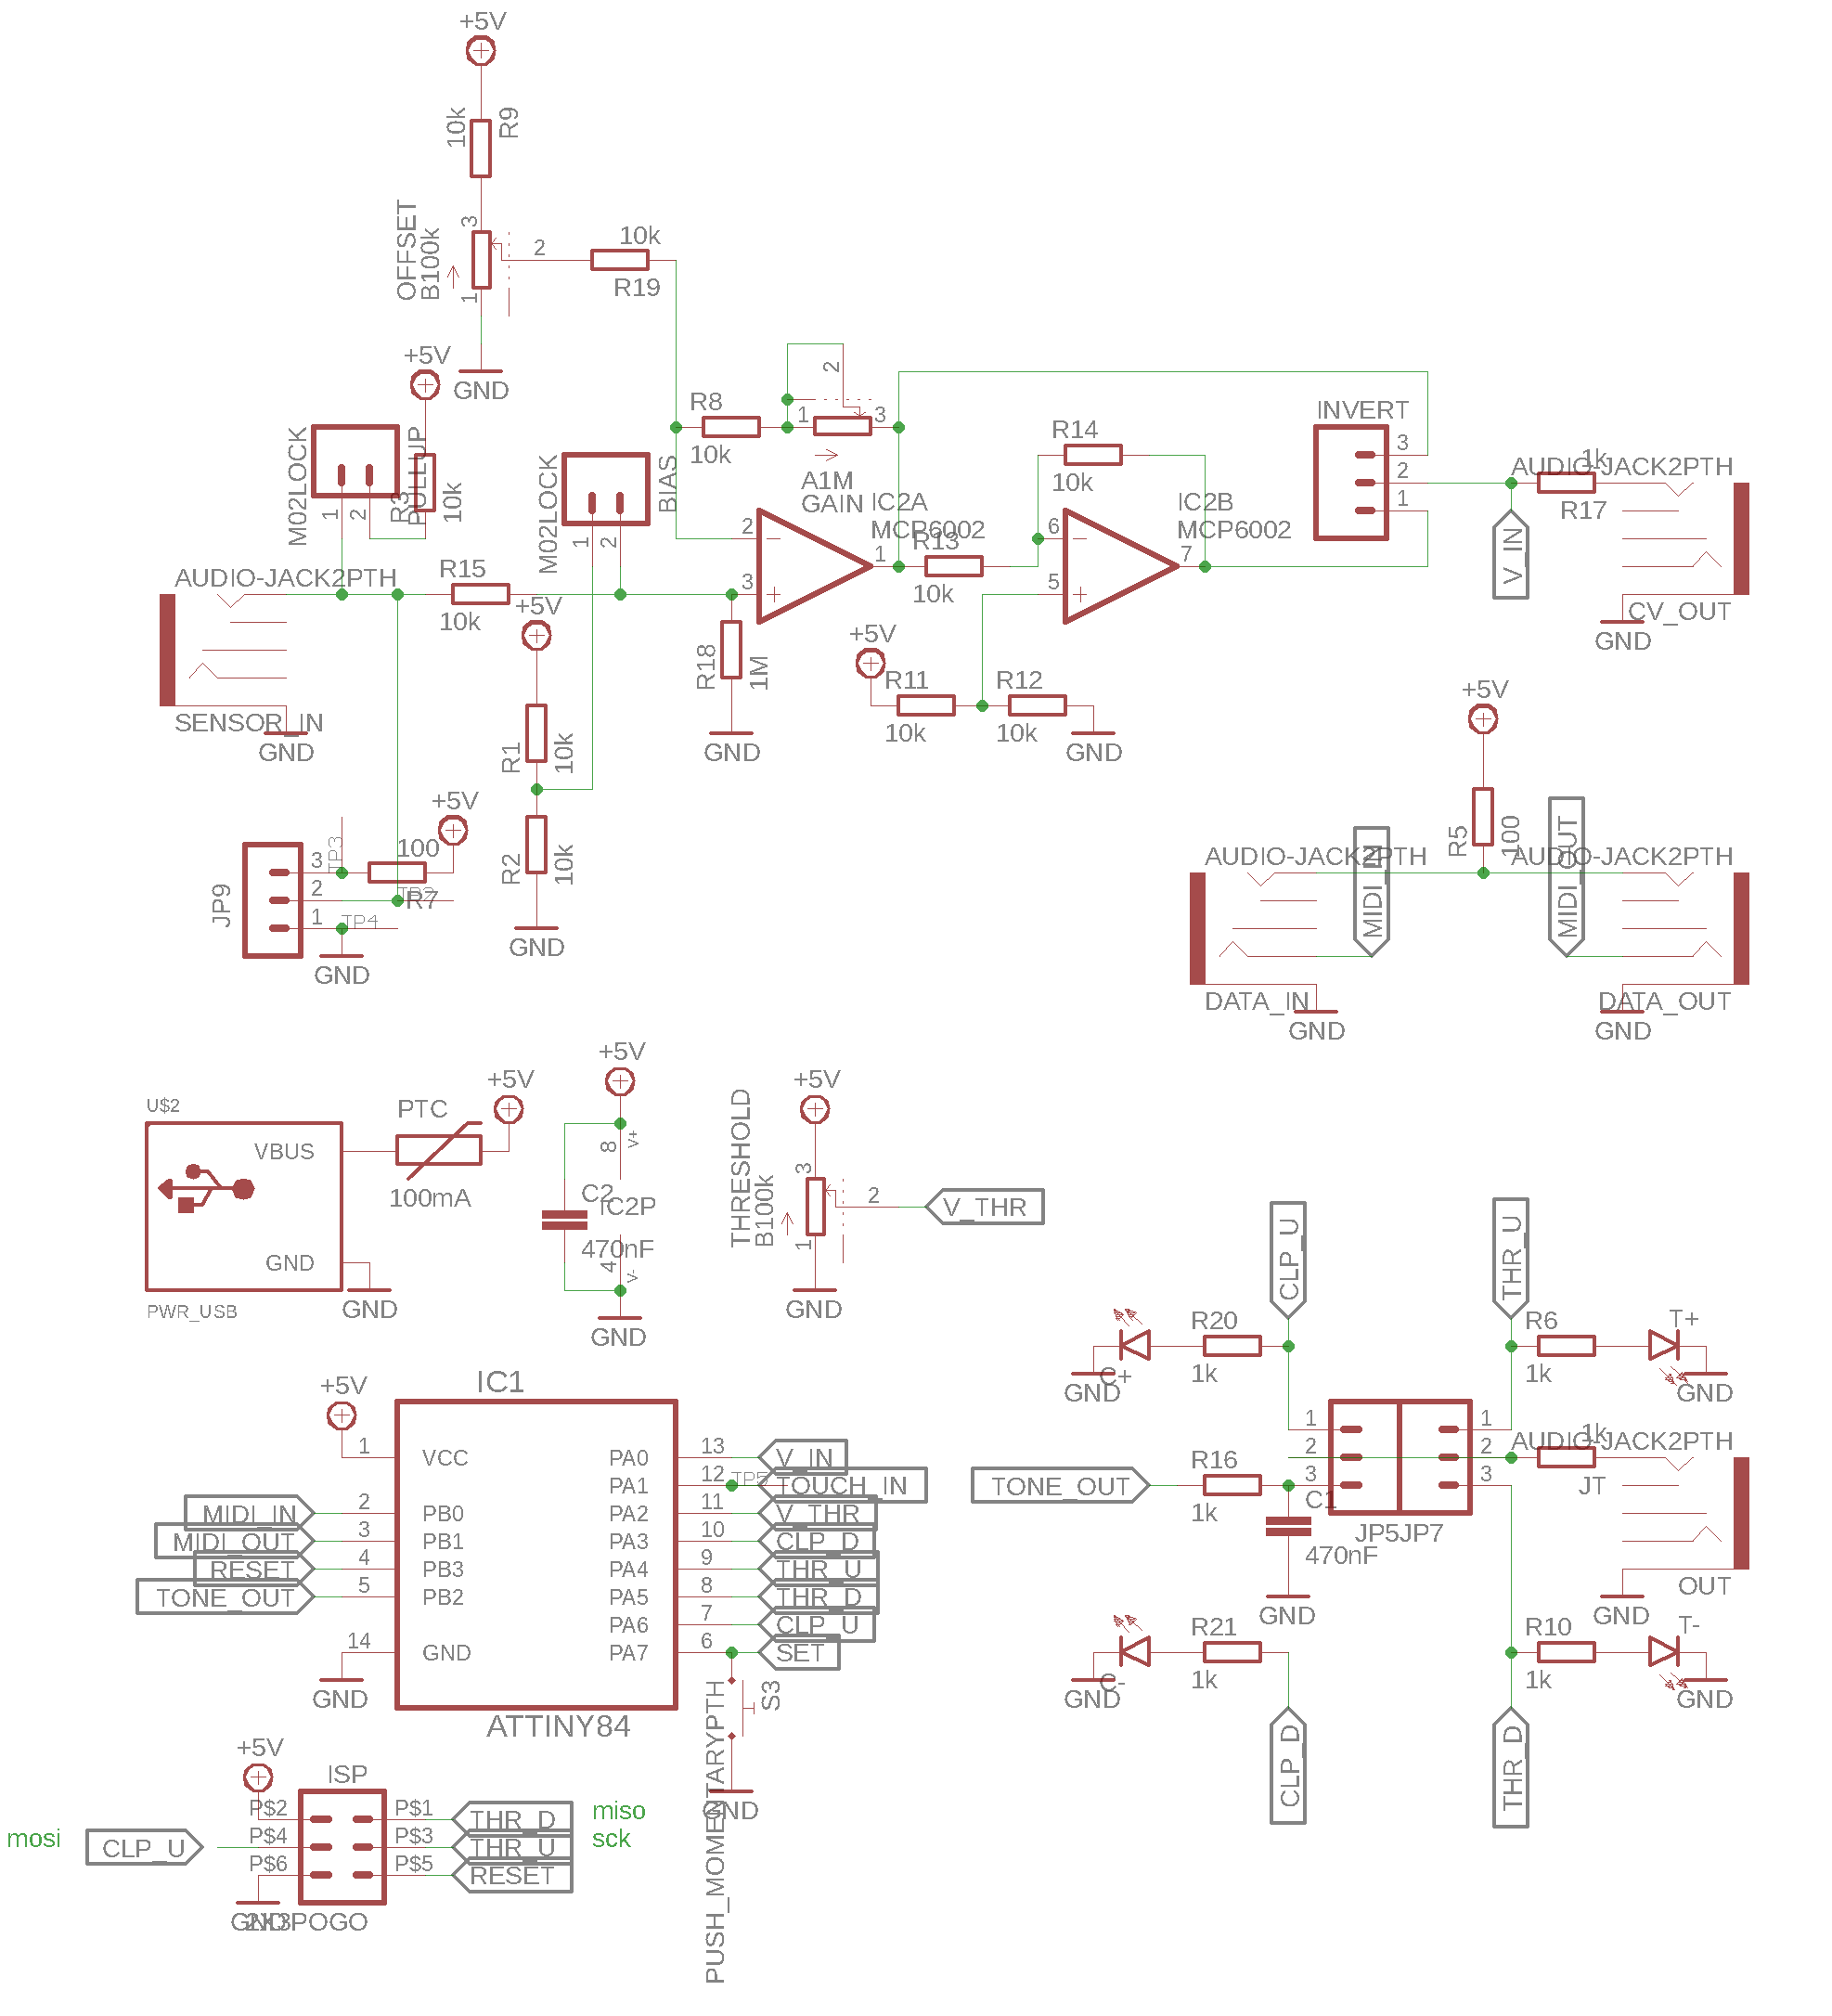 +5V
10k
R9
OFFSET
B100k
3
2
1
10k
R19
GND
+5V
M02LOCK
PULLUP
R3
10k
1
2
M02LOCK
BIAS
1
2
R8
10k
1
2
3
A1M
GAIN
IC2A
MCP6002
2
3
1
R13
10k
R14
10k
IC2B
MCP6002
6
5
7
INVERT
3
2
1
AUDIO-JACK2PTH
1k
R17
V_IN
CV_OUT
GND
AUDIO-JACK2PTH
SENSOR_IN
GND
R15
10k
+5V
R18
1M
GND
+5V
R11
10k
R12
10k
GND
R1
10k
R2
10k
GND
JP9
3
2
1
TP3
100
R7
TP2
TP4
+5V
GND
+5V
R5
100
AUDIO-JACK2PTH
MIDI_IN
MIDI_OUT
AUDIO-JACK2PTH
DATA_IN
GND
DATA_OUT
GND
U$2
VBUS
GND
PWR_USB
PTC
100mA
+5V
GND
+5V
8
V+
C2
IC2P
470nF
4
V-
GND
+5V
THRESHOLD
B100k
3
2
1
V_THR
GND
CLP_U
THR_U
R20
1k
C+
GND
R6
1k
T+
GND
1
2
3
1
2
3
TONE_OUT
R16
1k
C1
470nF
GND
JP5
JP7
AUDIO-JACK2PTH
1k
JT
OUT
GND
R21
1k
C-
GND
R10
1k
T-
GND
CLP_D
THR_D
IC1
+5V
1
VCC
MIDI_IN
2
PB0
MIDI_OUT
3
PB1
RESET
4
PB3
TONE_OUT
5
PB2
14
GND
GND
PA0
13
V_IN
PA1
12
TP5
TOUCH_IN
PA2
11
V_THR
PA3
10
CLP_D
PA4
9
THR_U
PA5
8
THR_D
PA6
7
CLP_U
PA7
6
SET
ATTINY84
S3
PUSH_MOMENTARYPTH
GND
+5V
ISP
P$2
P$1
THR_D
miso
mosi
CLP_U
P$4
P$3
THR_U
sck
P$6
P$5
RESET
GND
2X3POGO